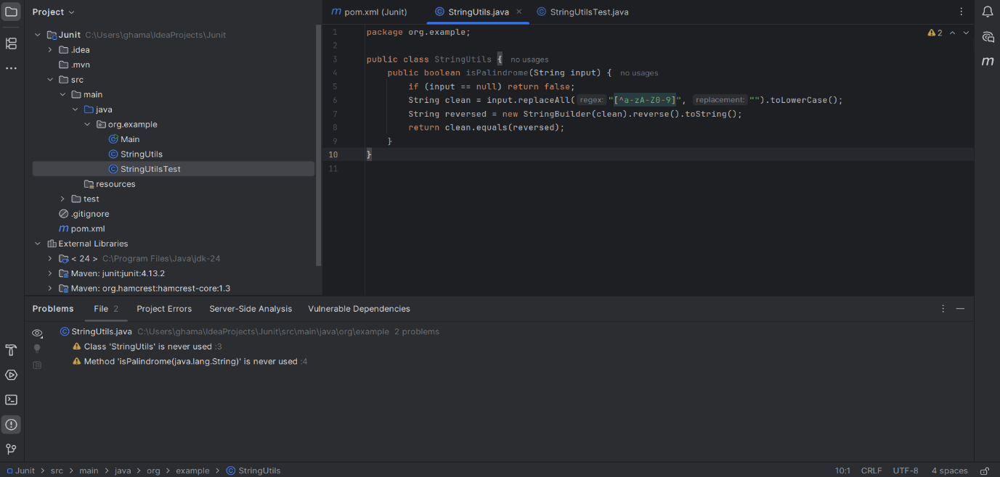 Project
Junit C:\Users\ghama\IdeaProjects\Junit
.idea
.mvn
src
main
java
org.example
Main
StringUtils
StringUtilsTest
resources
test
.gitignore
pom.xml
External Libraries
< 24 > C:\Program Files\Java\jdk-24
Maven: junit:junit:4.13.2
Maven: org.hamcrest:hamcrest-core:1.3
m pom.xml (Junit) StringUtils.java × StringUtilsTest.java
2
1 package org.example;
2
3 public class StringUtils { no usages
4 public boolean isPalindrome(String input) { no usages
5 if (input == null) return false;
6 String clean = input.replaceAll( regex: "[^a-zA-Z0-9]", replacement: "").toLowerCase();
7 String reversed = new StringBuilder(clean).reverse().toString();
8 return clean.equals(reversed);
9 }
10 }
11
Problems File 2 Project Errors Server-Side Analysis Vulnerable Dependencies
StringUtils.java C:\Users\ghama\IdeaProjects\Junit\src\main\java\org\example 2 problems
Class 'StringUtils' is never used :3
Method 'isPalindrome(java.lang.String)' is never used :4
Junit > src > main > java > org > example > StringUtils 10:1 CRLF UTF-8 4 spaces